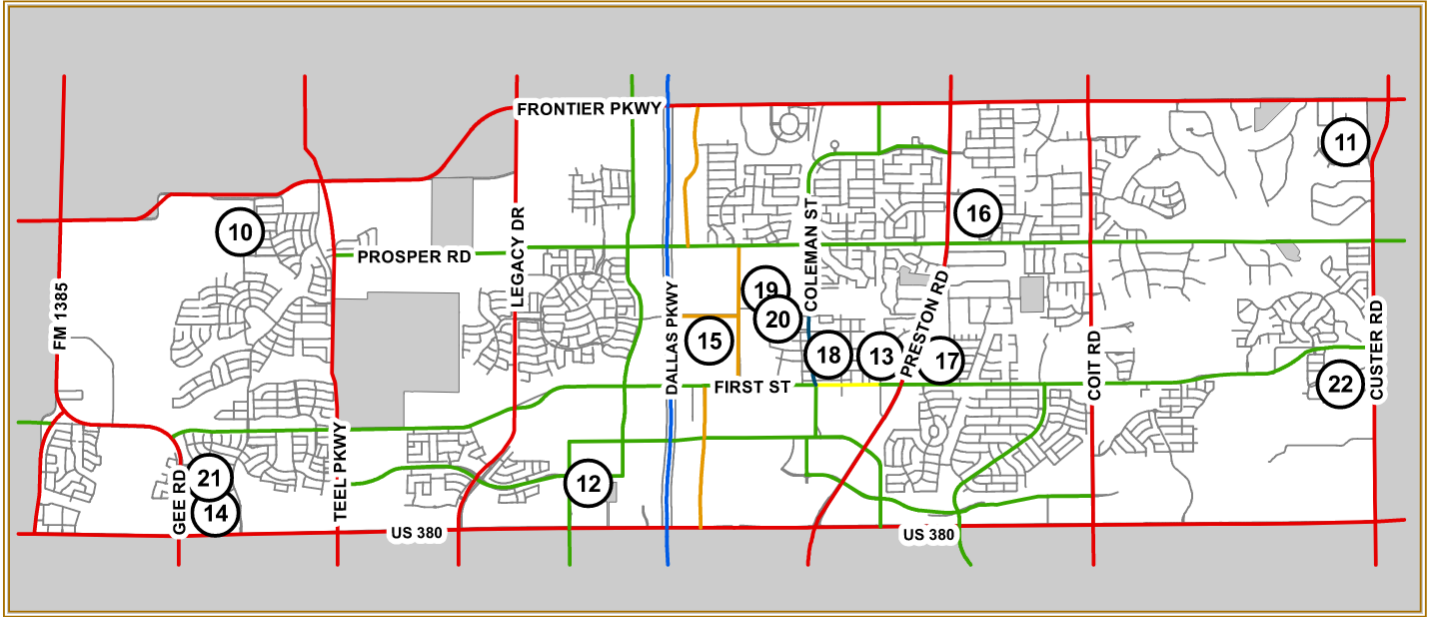 FRONTIER PKWY
11
16
10
COLEMAN ST
LEGACY DR
PROSPER RD
FM 1385
DALLAS PKWY
19
20
15
18
13
PRESTON RD
17
COIT RD
CUSTER RD
22
FIRST ST
TEEL PKWY
GEE RD
21
14
12
US 380
US 380